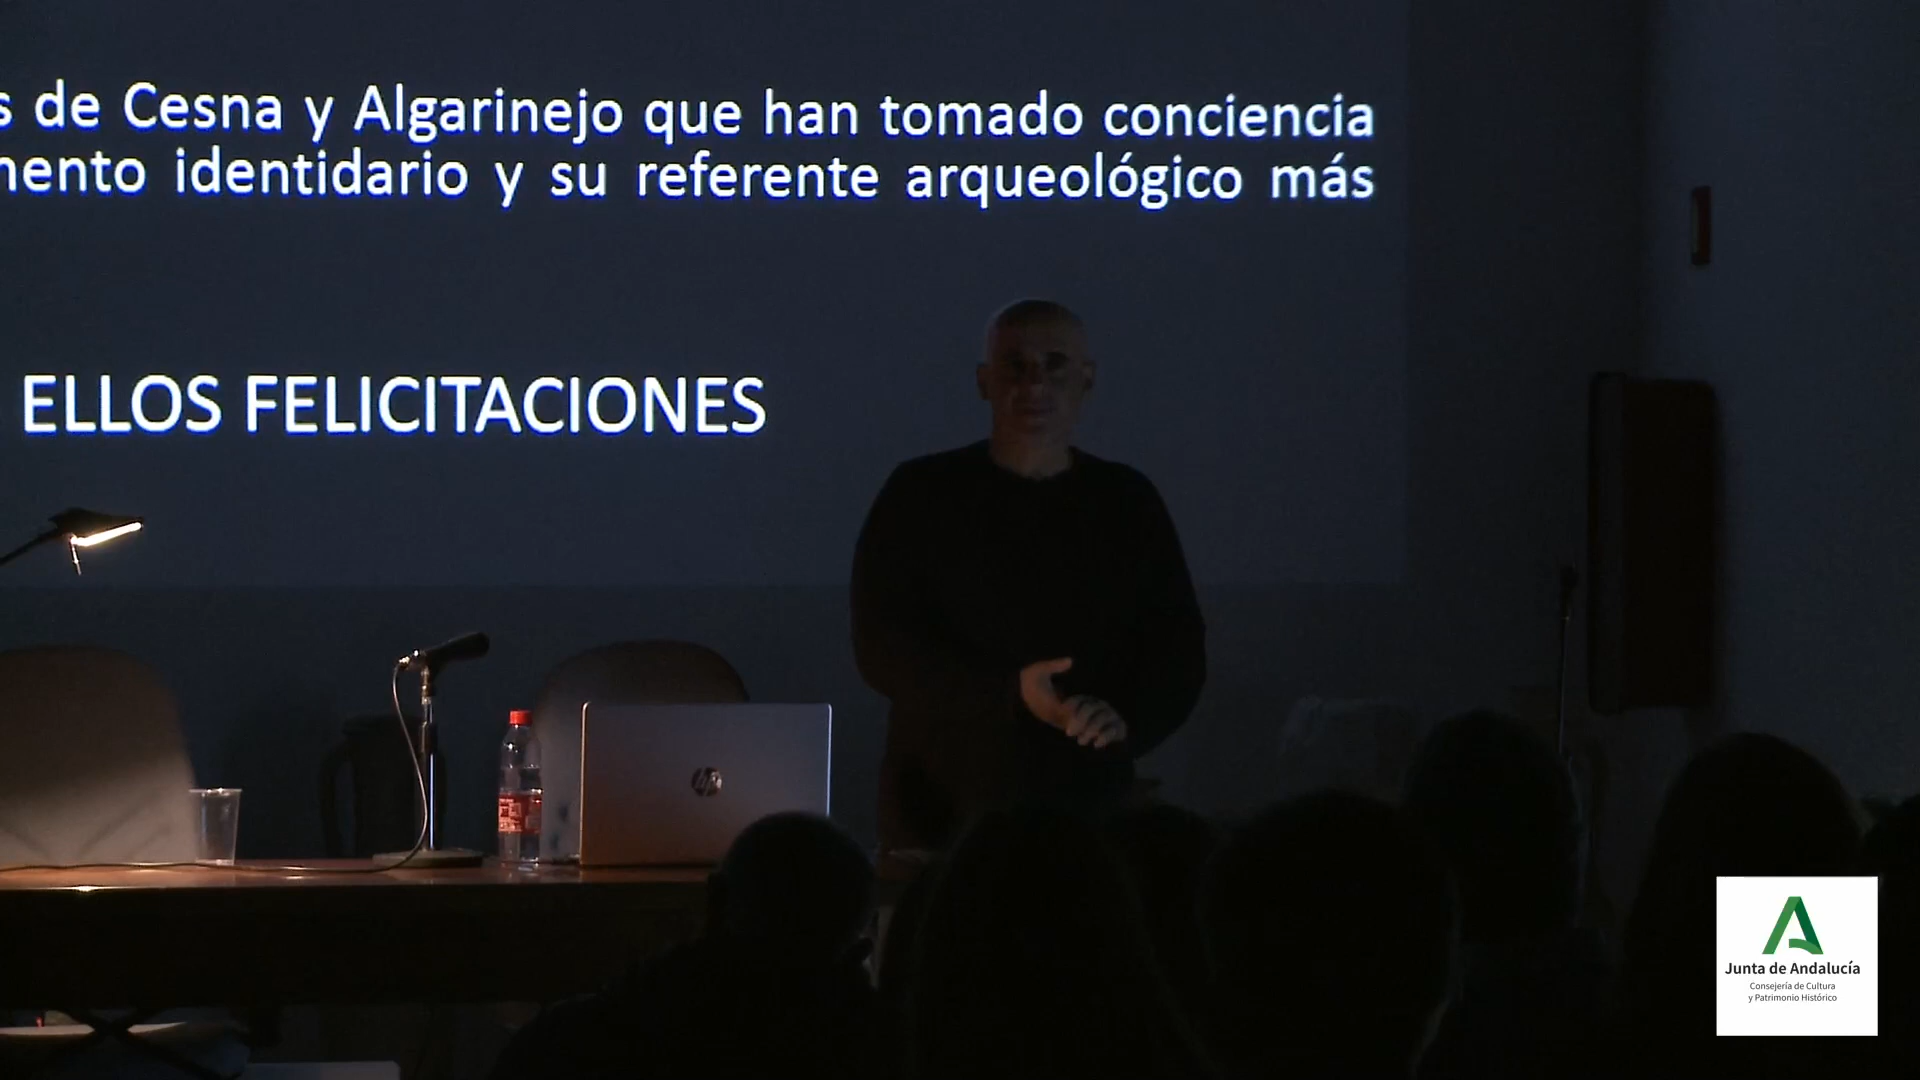 de Cesna y Algarinejo que han tomado conciencia
identidario y su referente arqueológico más
ELLOS FELICITACIONES
hp
Junta de Andalucía
Consejería de Cultura
y Patrimonio Histórico